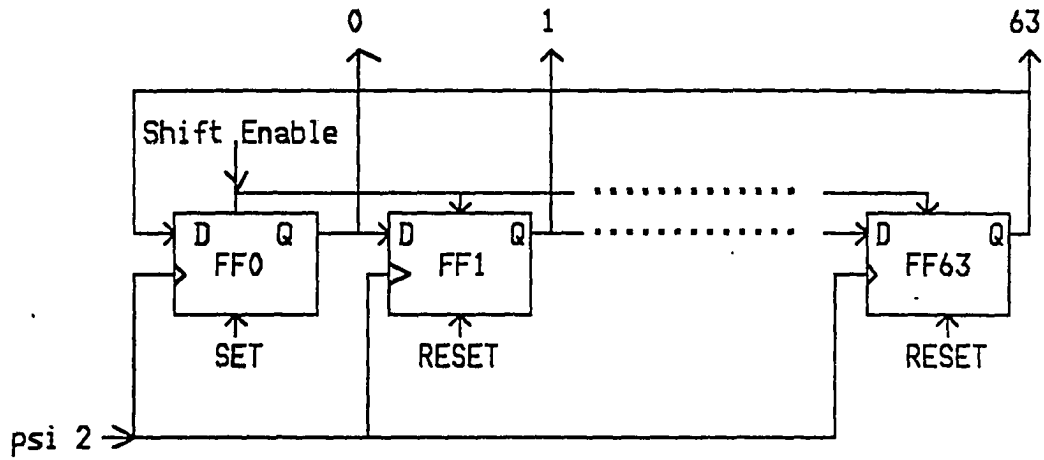 0 1 63
Shift Enable
D Q D Q D Q
FF0 FF1 FF63
SET RESET RESET
psi 2